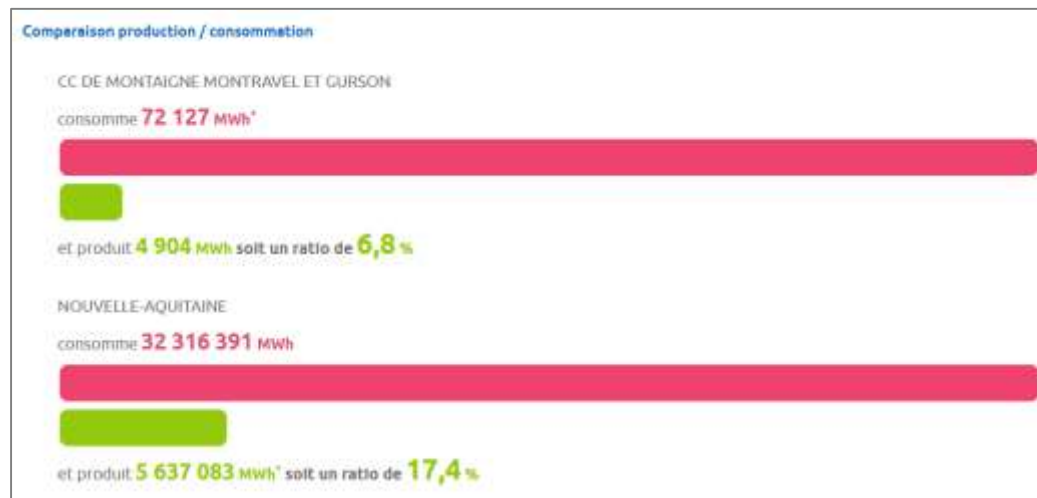 Comparaison production / consommation
CC DE MONTAIGNE MONTRAVEL ET GURSON
consomme 72 127 MWh*
et produit 4 904 MWh soit un ratio de 6,8 %
NOUVELLE-AQUITAINE
consomme 32 316 391 MWh
et produit 5 637 083 MWh* soit un ratio de 17,4 %